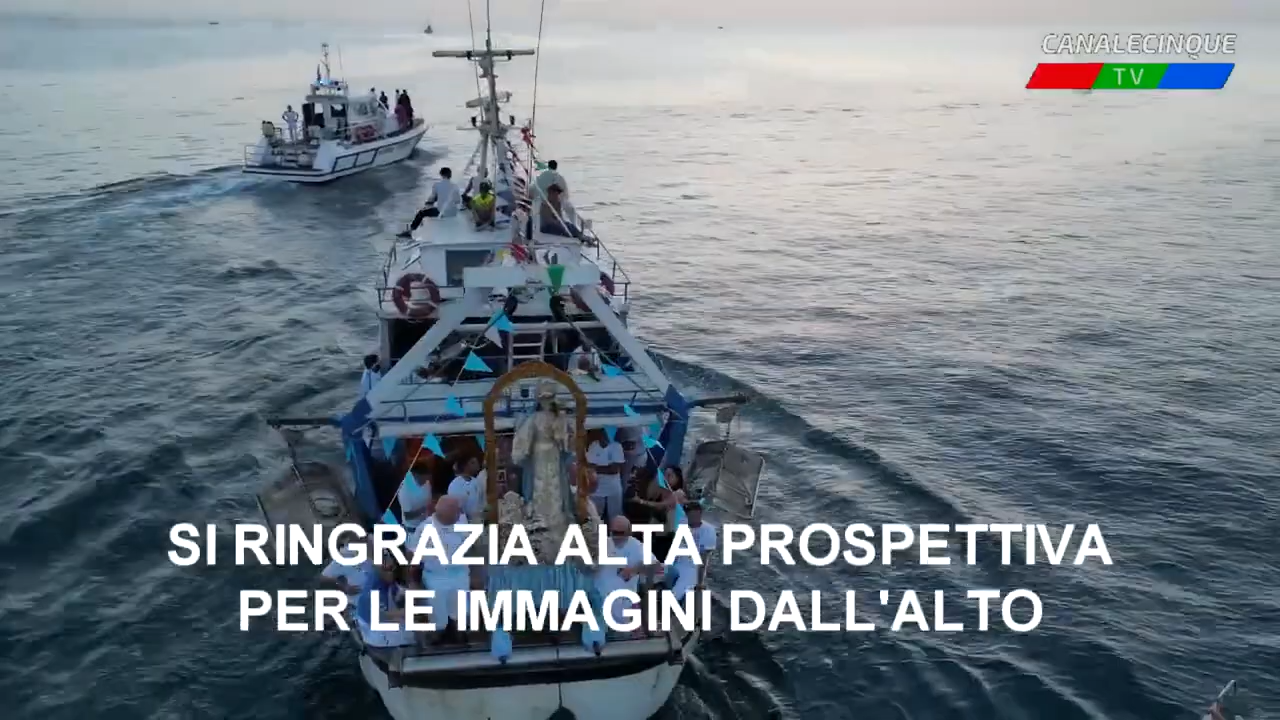 CANALECINQUE
TV
SI RINGRAZIA ALTA PROSPETTIVA
PER LE IMMAGINI DALL'ALTO